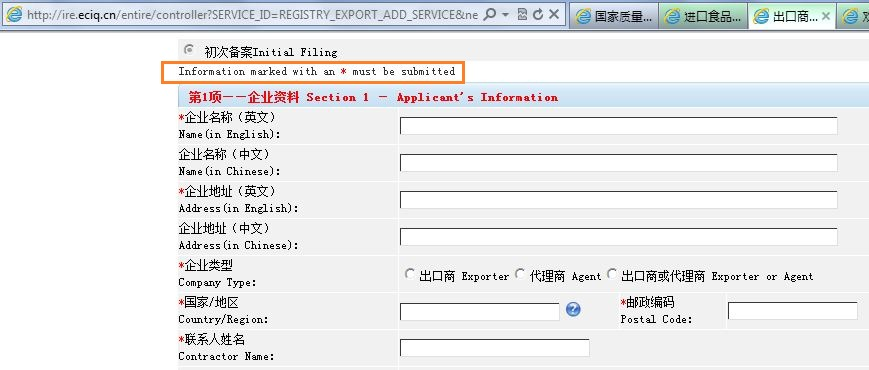 http://ire.eciq.cn/entire/controller?SERVICE_ID=REGISTRY_EXPORT_ADD_SERVICE&ne
国家质量...
进口食品...
出口商...
初次备案Initial Filing
Information marked with an * must be submitted
第1项——企业资料 Section 1 - Applicant's Information
*企业名称（英文）
Name(in English):
企业名称（中文）
Name(in Chinese):
*企业地址（英文）
Address(in English):
企业地址（中文）
Address(in Chinese):
*企业类型
Company Type:
出口商 Exporter 代理商 Agent 出口商或代理商 Exporter or Agent
*国家/地区
Country/Region:
*邮政编码
Postal Code:
*联系人姓名
Contractor Name: